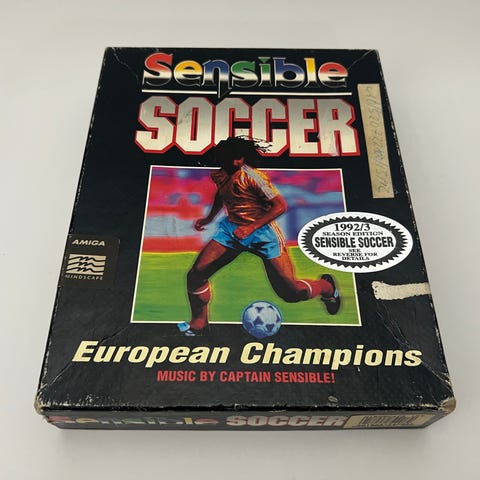 Sensible
SOCCER
1992/3
SEASON EDITION
SENSIBLE SOCCER
SEE
REVERSE FOR
DETAILS
AMIGA
MINDSCAPE
European Champions
MUSIC BY CAPTAIN SENSIBLE!
Sensible SOCCER